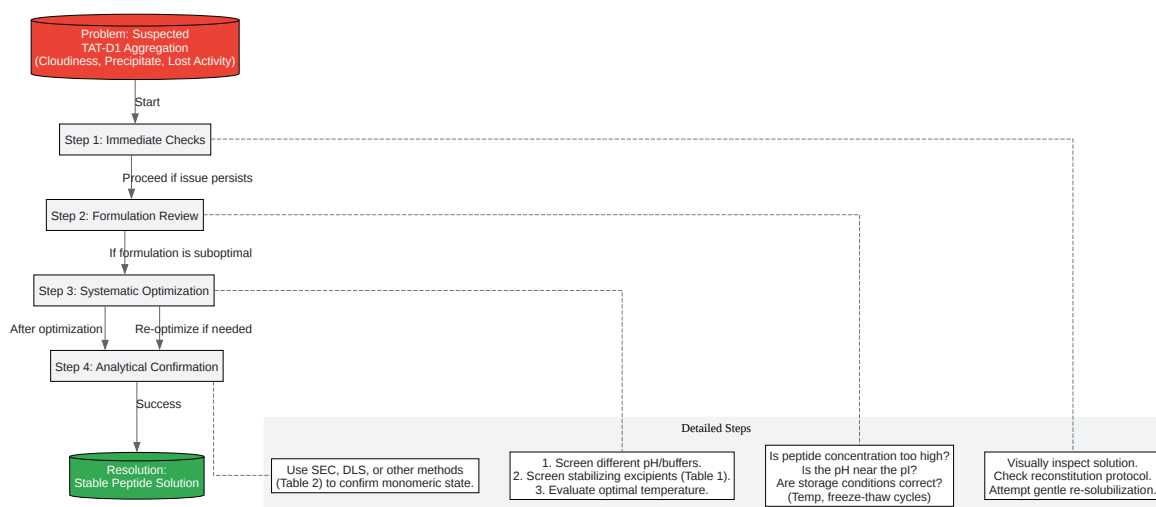 Problem: Suspected
TAT-D1 Aggregation
(Cloudiness, Precipitate, Lost Activity)
Start
Step 1: Immediate Checks
Proceed if issue persists
Step 2: Formulation Review
If formulation is suboptimal
Step 3: Systematic Optimization
After optimization
Re-optimize if needed
Step 4: Analytical Confirmation
Success
Resolution:
Stable Peptide Solution
Detailed Steps
Use SEC, DLS, or other methods
(Table 2) to confirm monomeric state.
1. Screen different pH/buffers.
2. Screen stabilizing excipients (Table 1).
3. Evaluate optimal temperature.
Is peptide concentration too high?
Is the pH near the pI?
Are storage conditions correct?
(Temp, freeze-thaw cycles)
Visually inspect solution.
Check reconstitution protocol.
Attempt gentle re-solubilization.